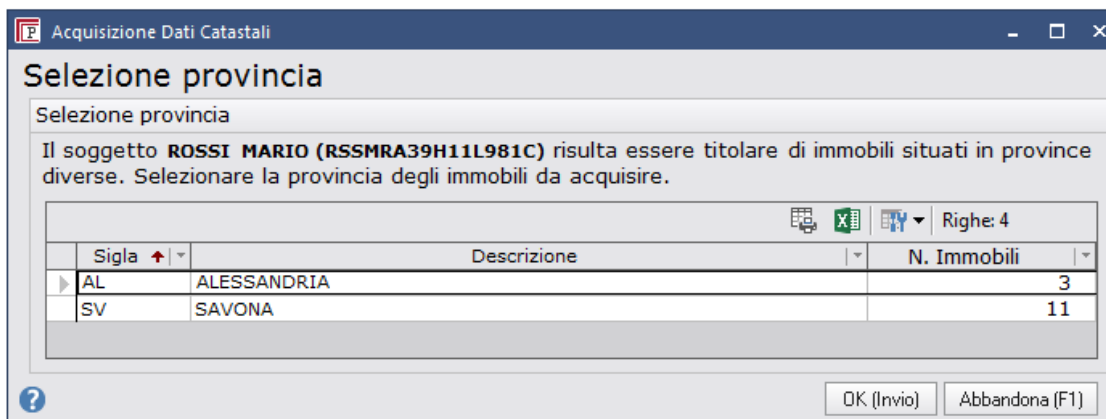 P Acquisizione Dati Catastali
Selezione provincia
Selezione provincia
Il soggetto ROSSI MARIO (RSSMRA39H11L981C) risulta essere titolare di immobili situati in province
diverse. Selezionare la provincia degli immobili da acquisire.
Righe: 4
Sigla Descrizione N. Immobili
AL ALESSANDRIA 3
SV SAVONA 11
? OK (Invio) Abbandona (F1)